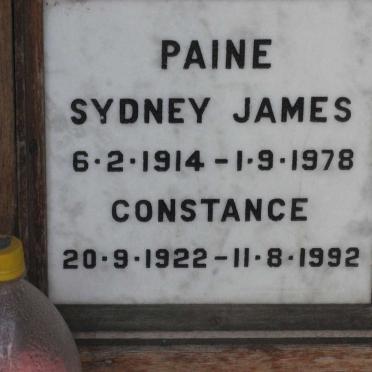 PAINE
SYDNEY JAMES
6·2·1914 – 1·9·1978
CONSTANCE
20·9·1922 – 11·8·1992